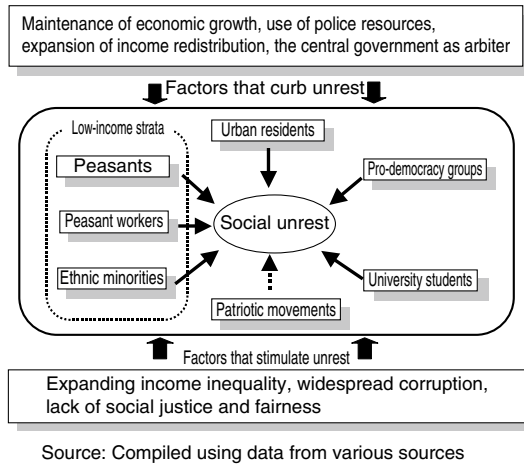 Maintenance of economic growth, use of police resources,
expansion of income redistribution, the central government as arbiter
Factors that curb unrest
Low-income strata
Urban residents
Peasants
Pro-democracy groups
Peasant workers
Social unrest
Ethnic minorities
University students
Patriotic movements
Factors that stimulate unrest
Expanding income inequality, widespread corruption,
lack of social justice and fairness
Source: Compiled using data from various sources